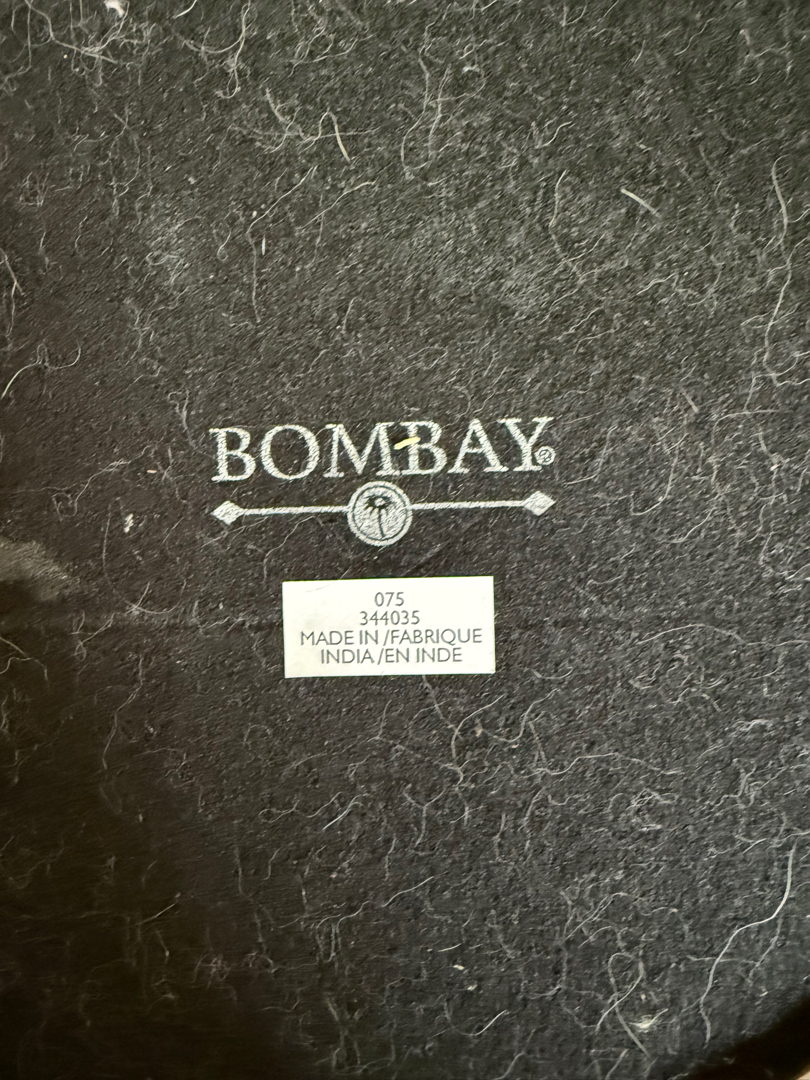 BOMBAY®
075
344035
MADE IN /FABRIQUE
INDIA /EN INDE